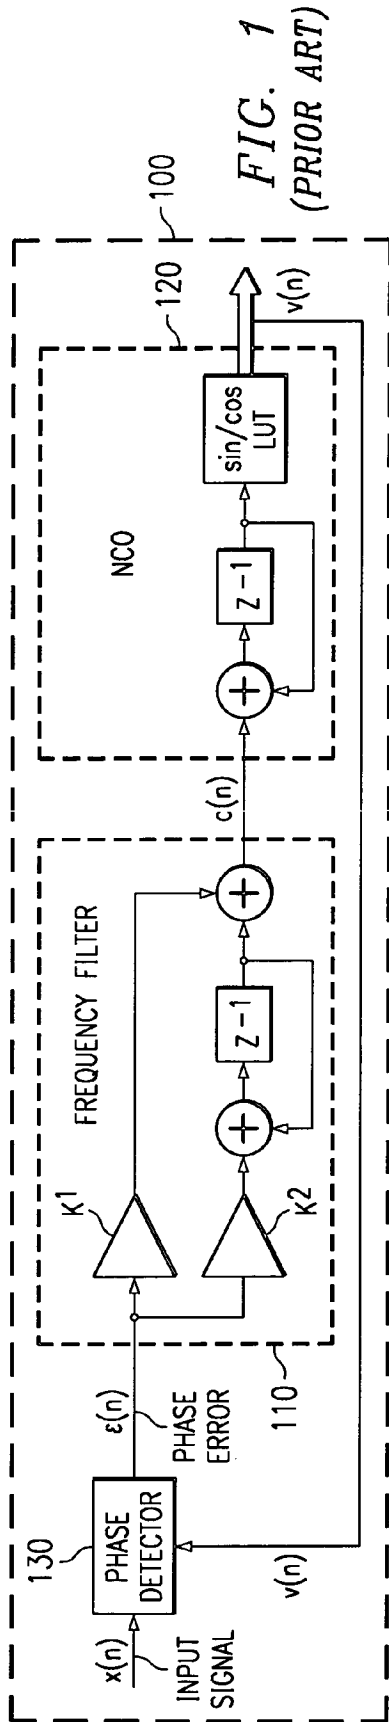 100
120
NCO
sin/cos
LUT
z-1
v(n)
c(n)
FREQUENCY FILTER
K1
z-1
K2
110
ε(n)
PHASE
ERROR
130
PHASE
DETECTOR
x(n)
INPUT
SIGNAL
v(n)
FIG. 1
(PRIOR ART)